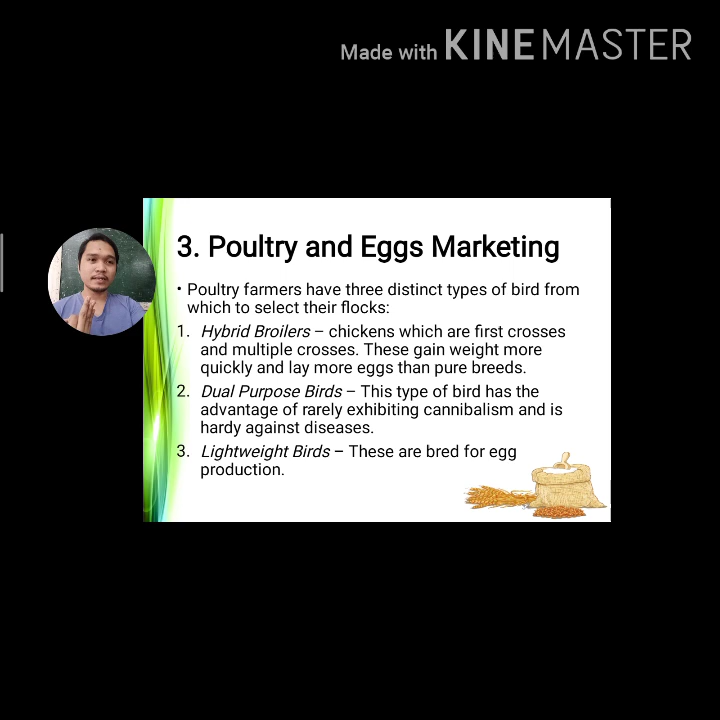 Made with KINEMASTER
3. Poultry and Eggs Marketing
• Poultry farmers have three distinct types of bird from
which to select their flocks:
1. Hybrid Broilers – chickens which are first crosses
and multiple crosses. These gain weight more
quickly and lay more eggs than pure breeds.
2. Dual Purpose Birds – This type of bird has the
advantage of rarely exhibiting cannibalism and is
hardy against diseases.
3. Lightweight Birds – These are bred for egg
production.